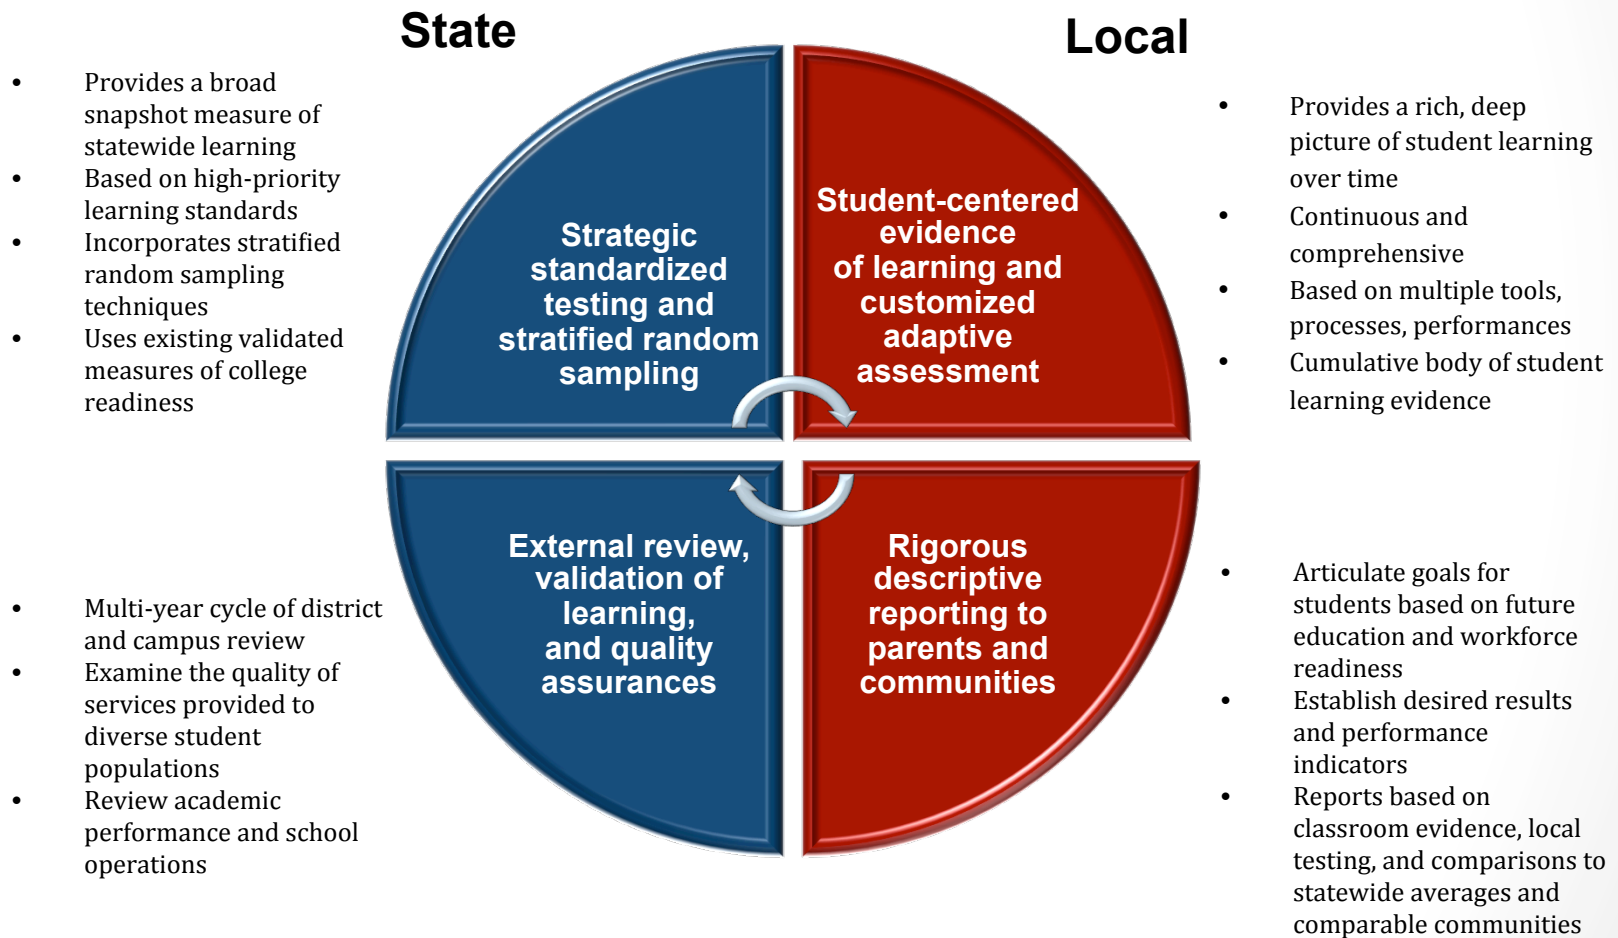 State
• Provides a broad
snapshot measure of
statewide learning
• Based on high-priority
learning standards
• Incorporates stratified
random sampling
techniques
• Uses existing validated
measures of college
readiness
Strategic
standardized
testing and
stratified random
sampling
Local
Student-centered
evidence
of learning and
customized
adaptive
assessment
• Provides a rich, deep
picture of student learning
over time
• Continuous and
comprehensive
• Based on multiple tools,
processes, performances
• Cumulative body of student
learning evidence
• Multi-year cycle of district
and campus review
• Examine the quality of
services provided to
diverse student
populations
• Review academic
performance and school
operations
External review,
validation of
learning,
and quality
assurances
Rigorous
descriptive
reporting to
parents and
communities
• Articulate goals for
students based on future
education and workforce
readiness
• Establish desired results
and performance
indicators
• Reports based on
classroom evidence, local
testing, and comparisons to
statewide averages and
comparable communities